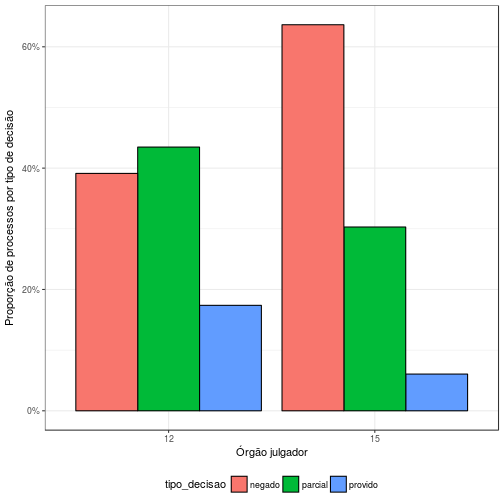 Proporção de processos por tipo de decisão
60%
40%
20%
0%
12 15
Órgão julgador
tipo_decisao negado parcial provido